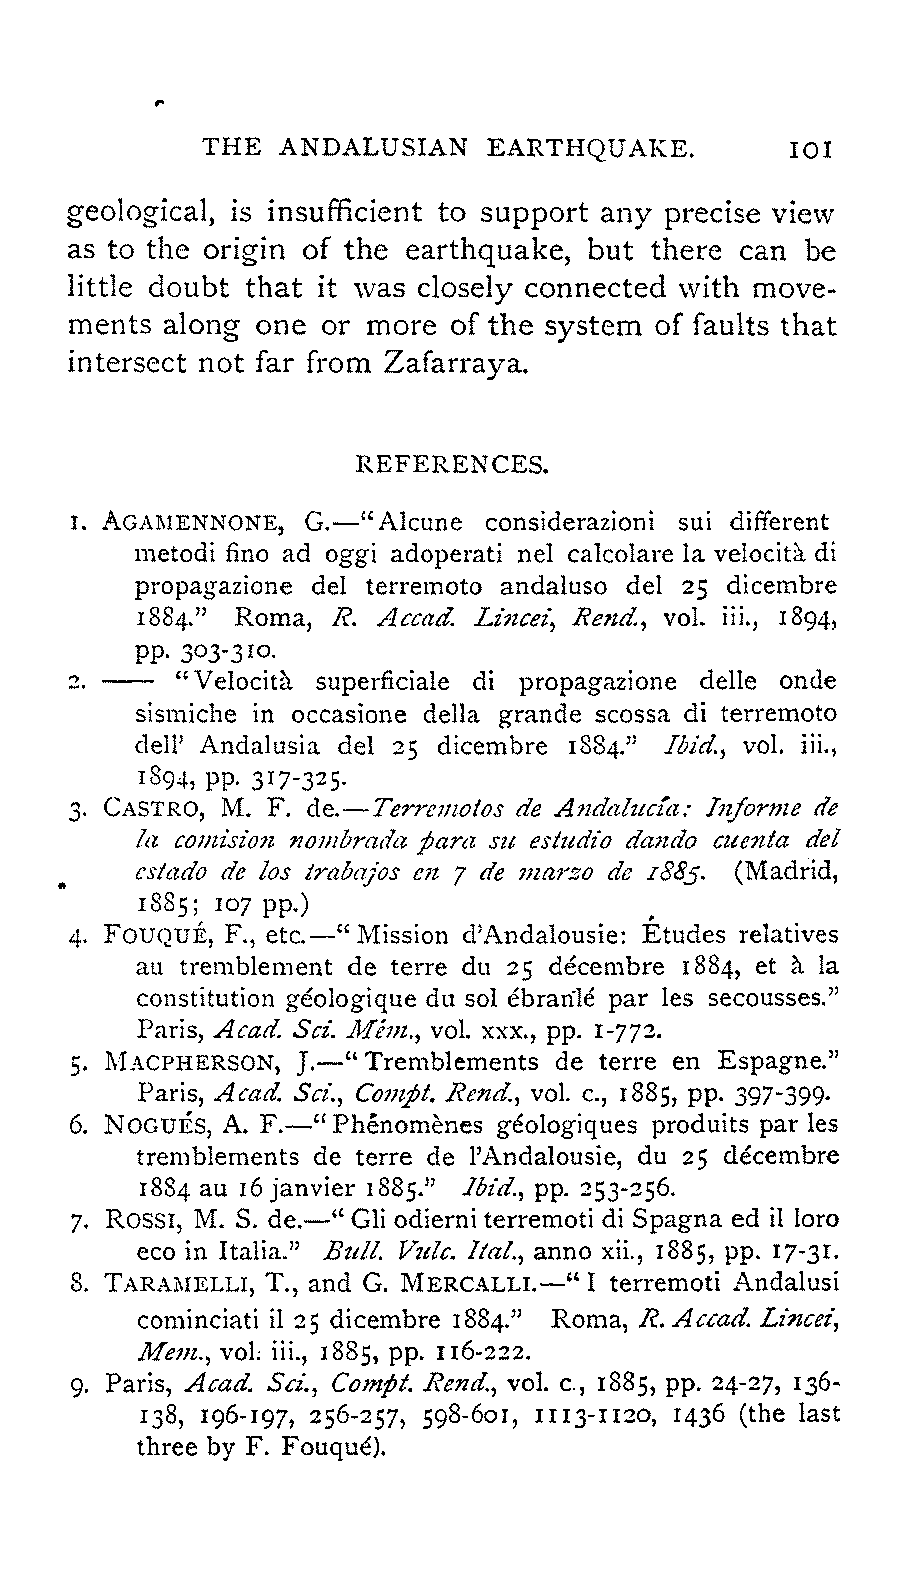 THE ANDALUSIAN EARTHQUAKE. 101
geological, is insufficient to support any precise view
as to the origin of the earthquake, but there can be
little doubt that it was closely connected with move-
ments along one or more of the system of faults that
intersect not far from Zafarraya.
REFERENCES.
1. AGAMENNONE, G.—“Alcune considerazioni sui different
metodi fino ad oggi adoperati nel calcolare la velocità di
propagazione del terremoto andaluso del 25 dicembre
1884.” Roma, R. Accad. Lincei, Rend., vol. iii., 1894,
pp. 303-310.
2. —— “Velocità superficiale di propagazione delle onde
sismiche in occasione della grande scossa di terremoto
dell’ Andalusia del 25 dicembre 1884.” Ibid., vol. iii.,
1894, pp. 317-325.
3. CASTRO, M. F. de.—Terremotos de Andalucía: Informe de
la comision nombrada para su estudio dando cuenta del
estado de los trabajos en 7 de marzo de 1885. (Madrid,
1885; 107 pp.)
4. FOUQUÉ, F., etc.—“Mission d’Andalousie: Études relatives
au tremblement de terre du 25 décembre 1884, et à la
constitution géologique du sol ébranlé par les secousses.”
Paris, Acad. Sci. Mém., vol. xxx., pp. 1-772.
5. MACPHERSON, J.—“Tremblements de terre en Espagne.”
Paris, Acad. Sci., Compt. Rend., vol. c., 1885, pp. 397-399.
6. NOGUÉS, A. F.—“Phénomènes géologiques produits par les
tremblements de terre de l’Andalousie, du 25 décembre
1884 au 16 janvier 1885.” Ibid., pp. 253-256.
7. ROSSI, M. S. de.—“Gli odierni terremoti di Spagna ed il loro
eco in Italia.” Bull. Vulc. Ital., anno xii., 1885, pp. 17-31.
8. TARAMELLI, T., and G. MERCALLI.—“I terremoti Andalusi
cominciati il 25 dicembre 1884.” Roma, R. Accad. Lincei,
Mem., vol. iii., 1885, pp. 116-222.
9. Paris, Acad. Sci., Compt. Rend., vol. c., 1885, pp. 24-27, 136-
138, 196-197, 256-257, 598-601, 1113-1120, 1436 (the last
three by F. Fouqué).